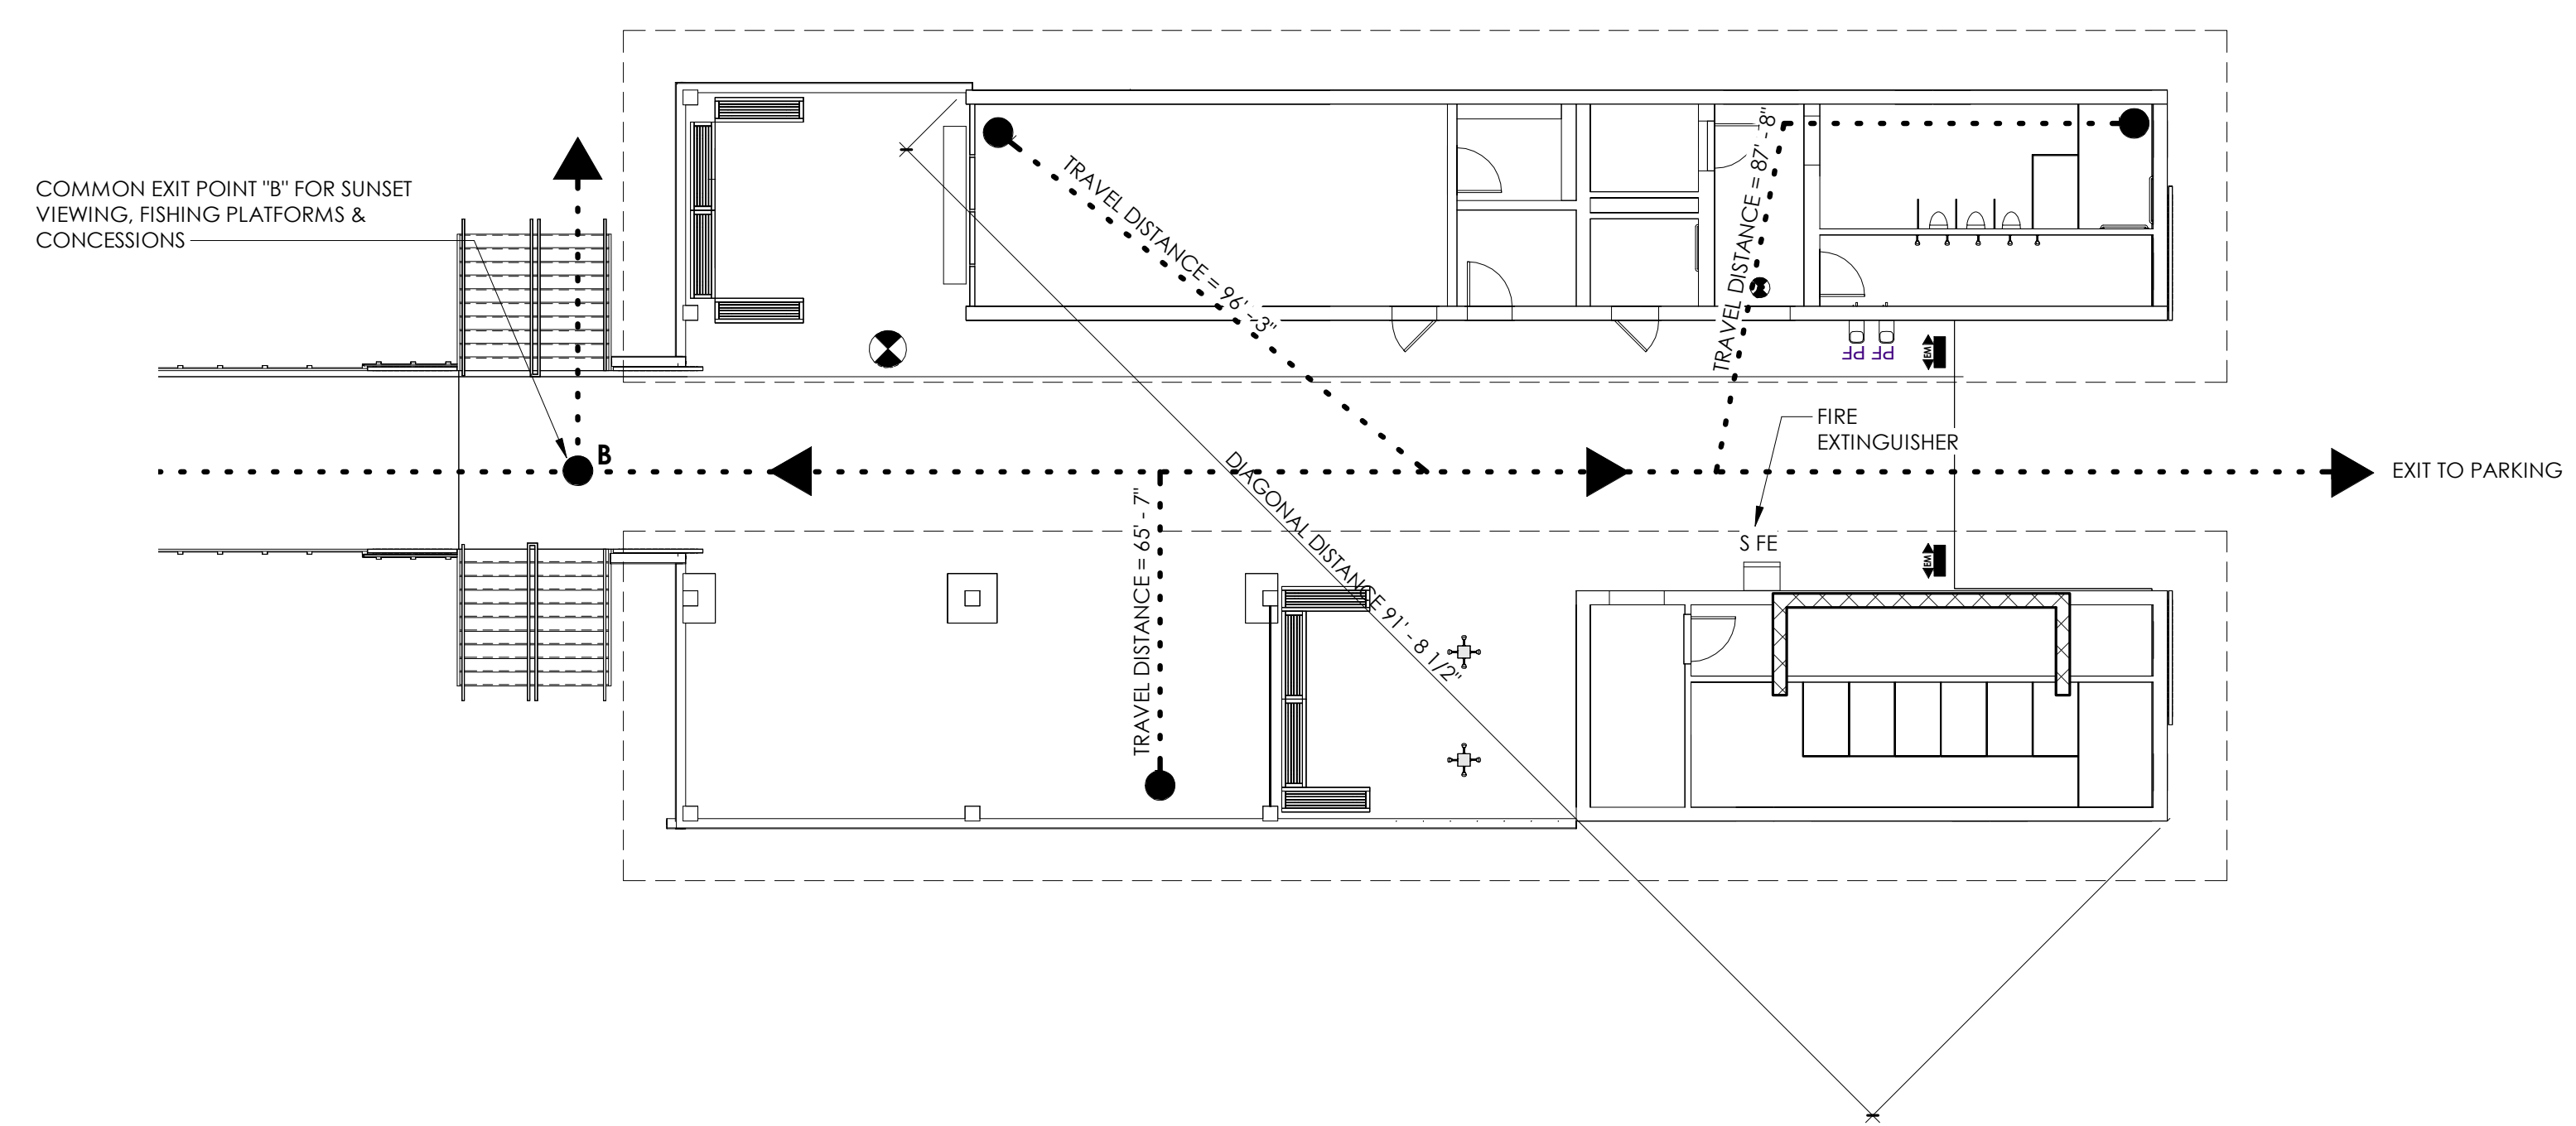 COMMON EXIT POINT "B" FOR SUNSET
VIEWING, FISHING PLATFORMS &
CONCESSIONS
TRAVEL DISTANCE = 96' - 3"
TRAVEL DISTANCE = 87' - 8"
PF PF
EM
FIRE
EXTINGUISHER
B
EXIT TO PARKING
DIAGONAL DISTANCE 91' - 8 1/2"
TRAVEL DISTANCE = 65' - 7"
S FE
EM